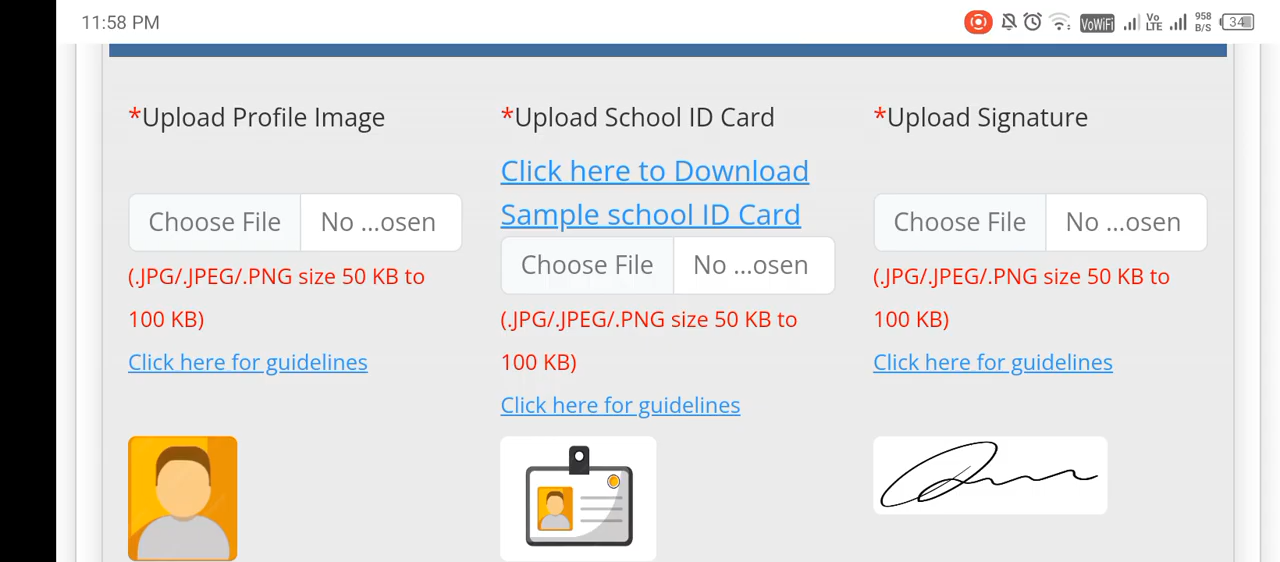 11:58 PM
VoWiFi
Vo
LTE
958
B/S
34
*Upload Profile Image
Choose File No ...osen
(.JPG/.JPEG/.PNG size 50 KB to
100 KB)
Click here for guidelines
*Upload School ID Card
Click here to Download
Sample school ID Card
Choose File No ...osen
(.JPG/.JPEG/.PNG size 50 KB to
100 KB)
Click here for guidelines
*Upload Signature
Choose File No ...osen
(.JPG/.JPEG/.PNG size 50 KB to
100 KB)
Click here for guidelines